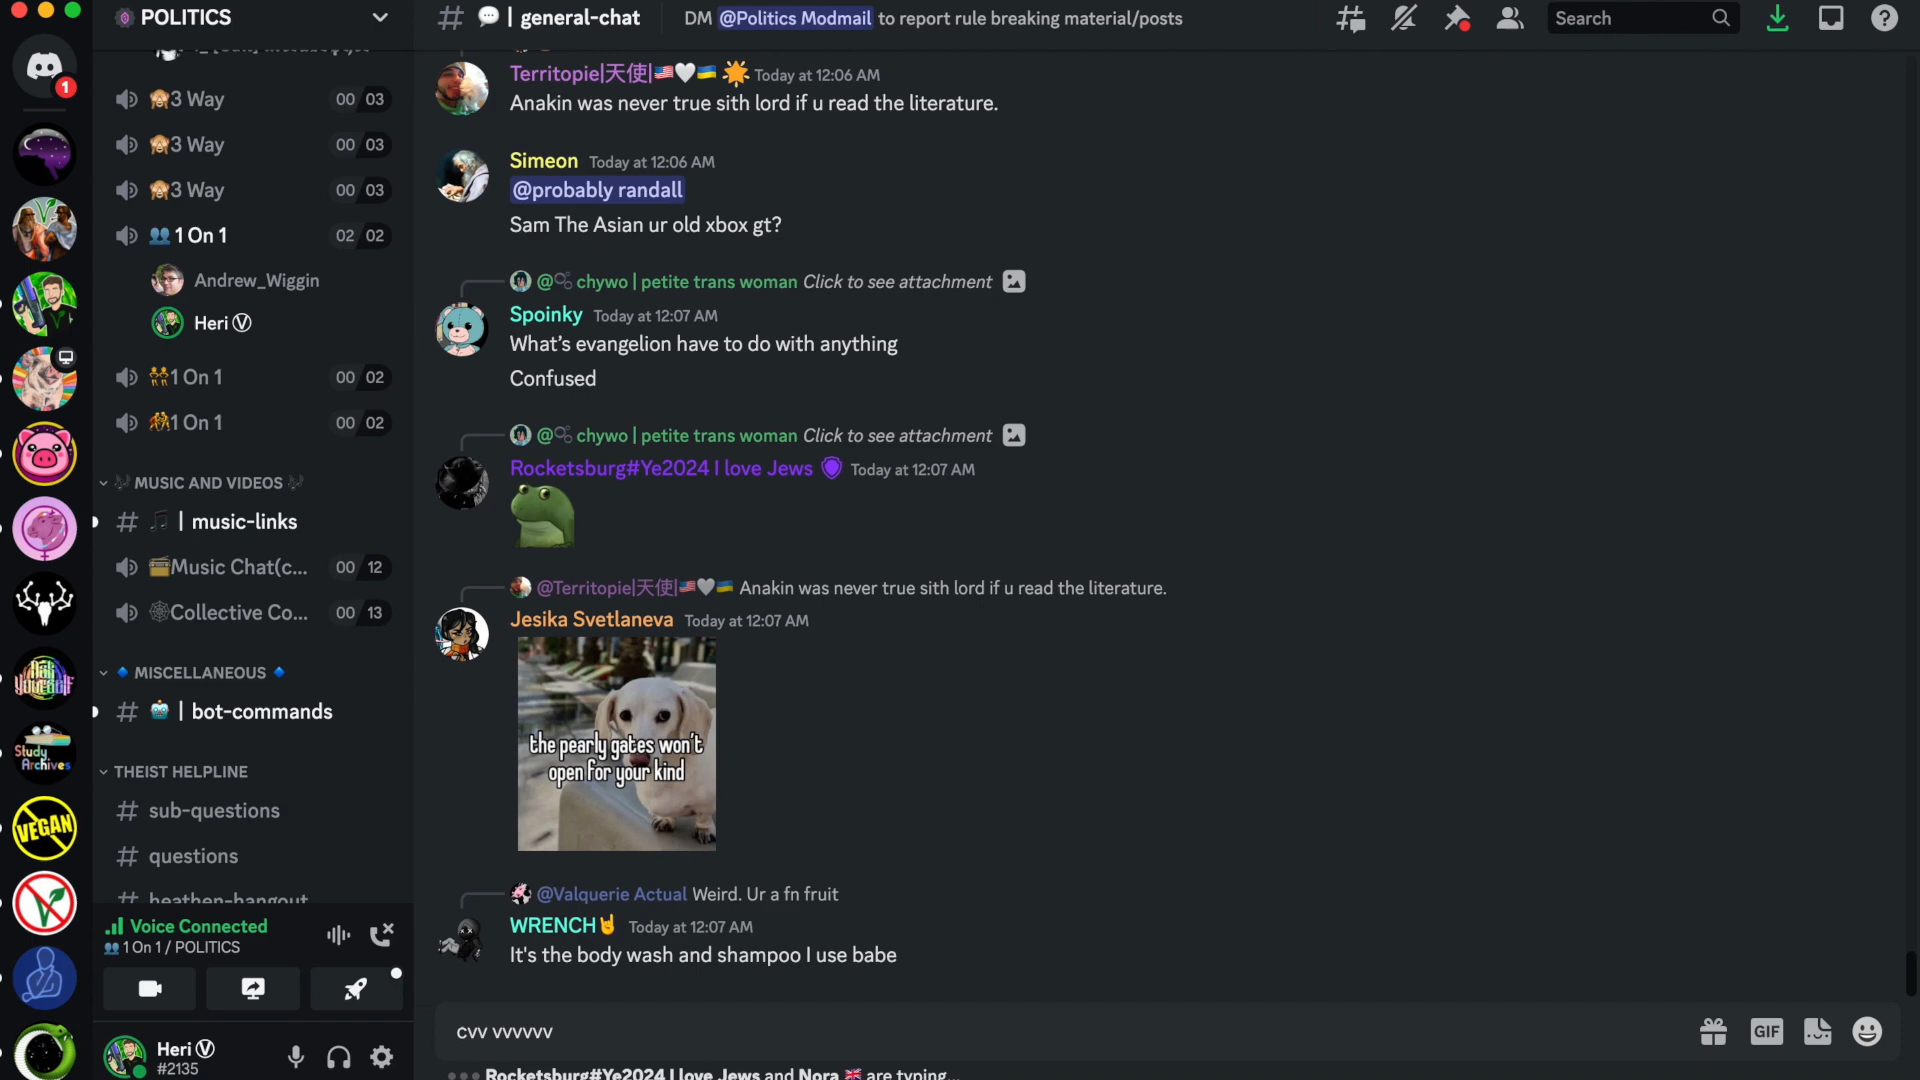 POLITICS
| general-chat
DM @Politics Modmail to report rule breaking material/posts
Search
1
3 Way 00 03
3 Way 00 03
3 Way 00 03
1 On 1 02 02
Andrew_Wiggin
Heri Ⓥ
1 On 1 00 02
1 On 1 00 02
MUSIC AND VIDEOS
| music-links
Music Chat(c... 00 12
Collective Co... 00 13
MISCELLANEOUS
| bot-commands
THEIST HELPLINE
sub-questions
questions
heathen-hangout
Voice Connected
1 On 1 / POLITICS
Heri Ⓥ
#2135
Ask Yourself
Study Archives
VEGAN
Territopie|天使|🇺🇸🤍🇺🇦 Today at 12:06 AM
Anakin was never true sith lord if u read the literature.
Simeon Today at 12:06 AM
@probably randall
Sam The Asian ur old xbox gt?
@ chywo | petite trans woman Click to see attachment
Spoinky Today at 12:07 AM
What's evangelion have to do with anything
Confused
@ chywo | petite trans woman Click to see attachment
Rocketsburg#Ye2024 I love Jews Today at 12:07 AM
@Territopie|天使|🇺🇸🤍🇺🇦 Anakin was never true sith lord if u read the literature.
Jesika Svetlaneva Today at 12:07 AM
the pearly gates won't
open for your kind
@Valquerie Actual Weird. Ur a fn fruit
WRENCH🤘 Today at 12:07 AM
It's the body wash and shampoo I use babe
cvv vvvvvv
GIF
Rocketsburg#Ye2024 I love Jews and Nora 🇬🇧 are typing...